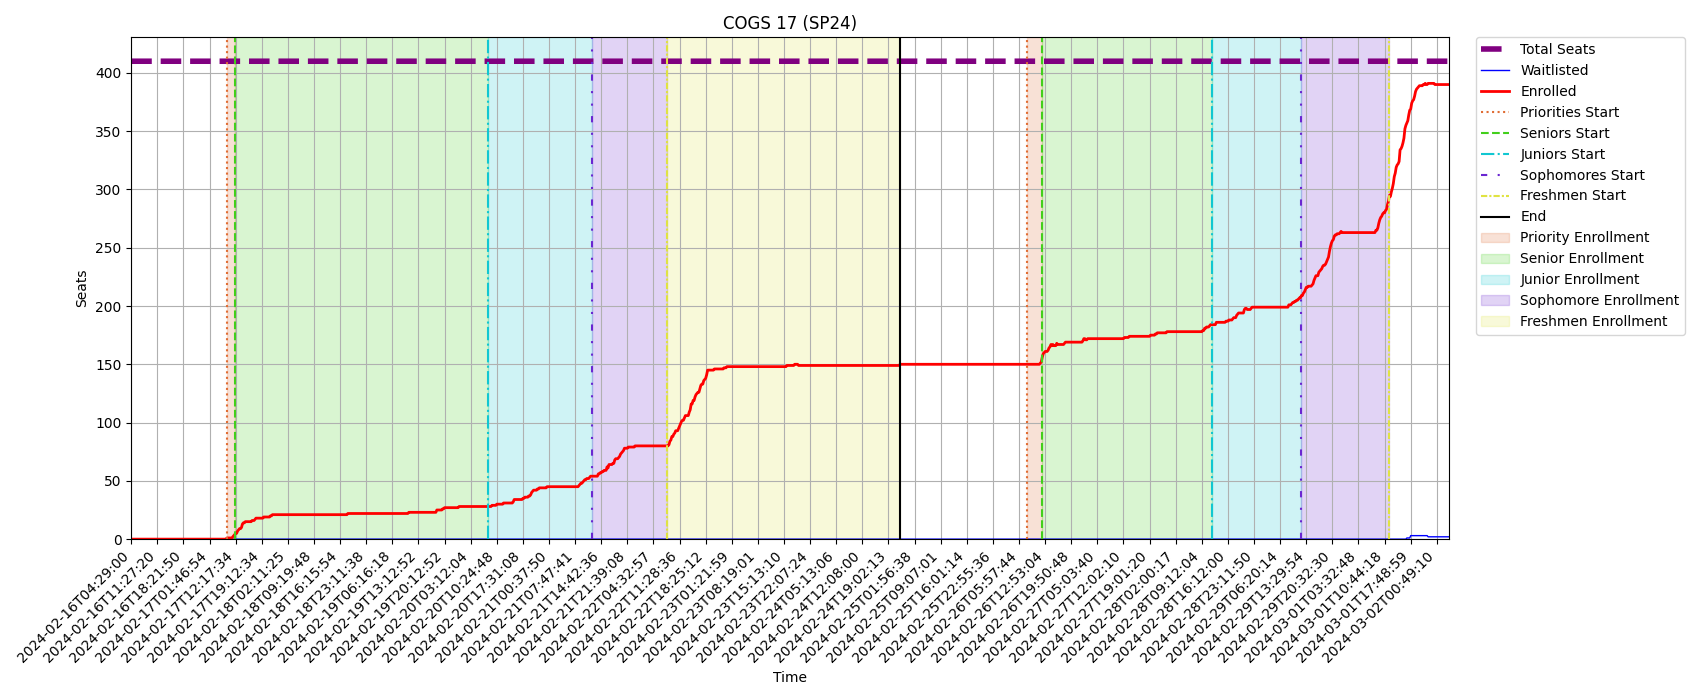 COGS 17 (SP24)
Seats
400
350
300
250
200
150
100
50
0
2024-02-16T04:29:00
2024-02-16T11:27:20
2024-02-16T18:21:50
2024-02-17T01:46:54
2024-02-17T12:17:34
2024-02-17T19:12:34
2024-02-18T02:11:25
2024-02-18T09:19:48
2024-02-18T16:15:54
2024-02-18T23:11:38
2024-02-19T06:16:18
2024-02-19T13:12:52
2024-02-19T20:12:52
2024-02-20T03:12:04
2024-02-20T10:24:48
2024-02-20T17:31:08
2024-02-21T00:37:50
2024-02-21T07:47:41
2024-02-21T14:42:36
2024-02-21T21:39:08
2024-02-22T04:32:57
2024-02-22T11:28:36
2024-02-22T18:25:12
2024-02-23T01:21:59
2024-02-23T08:19:01
2024-02-23T15:13:10
2024-02-23T22:07:24
2024-02-24T05:13:06
2024-02-24T12:08:00
2024-02-24T19:02:13
2024-02-25T01:56:38
2024-02-25T09:07:01
2024-02-25T16:01:14
2024-02-25T22:55:36
2024-02-26T05:57:44
2024-02-26T12:53:04
2024-02-26T19:50:48
2024-02-27T05:03:40
2024-02-27T12:02:10
2024-02-27T19:01:20
2024-02-28T02:00:17
2024-02-28T09:12:04
2024-02-28T16:12:00
2024-02-28T23:11:50
2024-02-29T06:20:14
2024-02-29T13:29:54
2024-02-29T20:32:30
2024-03-01T03:32:48
2024-03-01T10:44:18
2024-03-01T17:48:59
2024-03-02T00:49:10
Time
Total Seats
Waitlisted
Enrolled
Priorities Start
Seniors Start
Juniors Start
Sophomores Start
Freshmen Start
End
Priority Enrollment
Senior Enrollment
Junior Enrollment
Sophomore Enrollment
Freshmen Enrollment